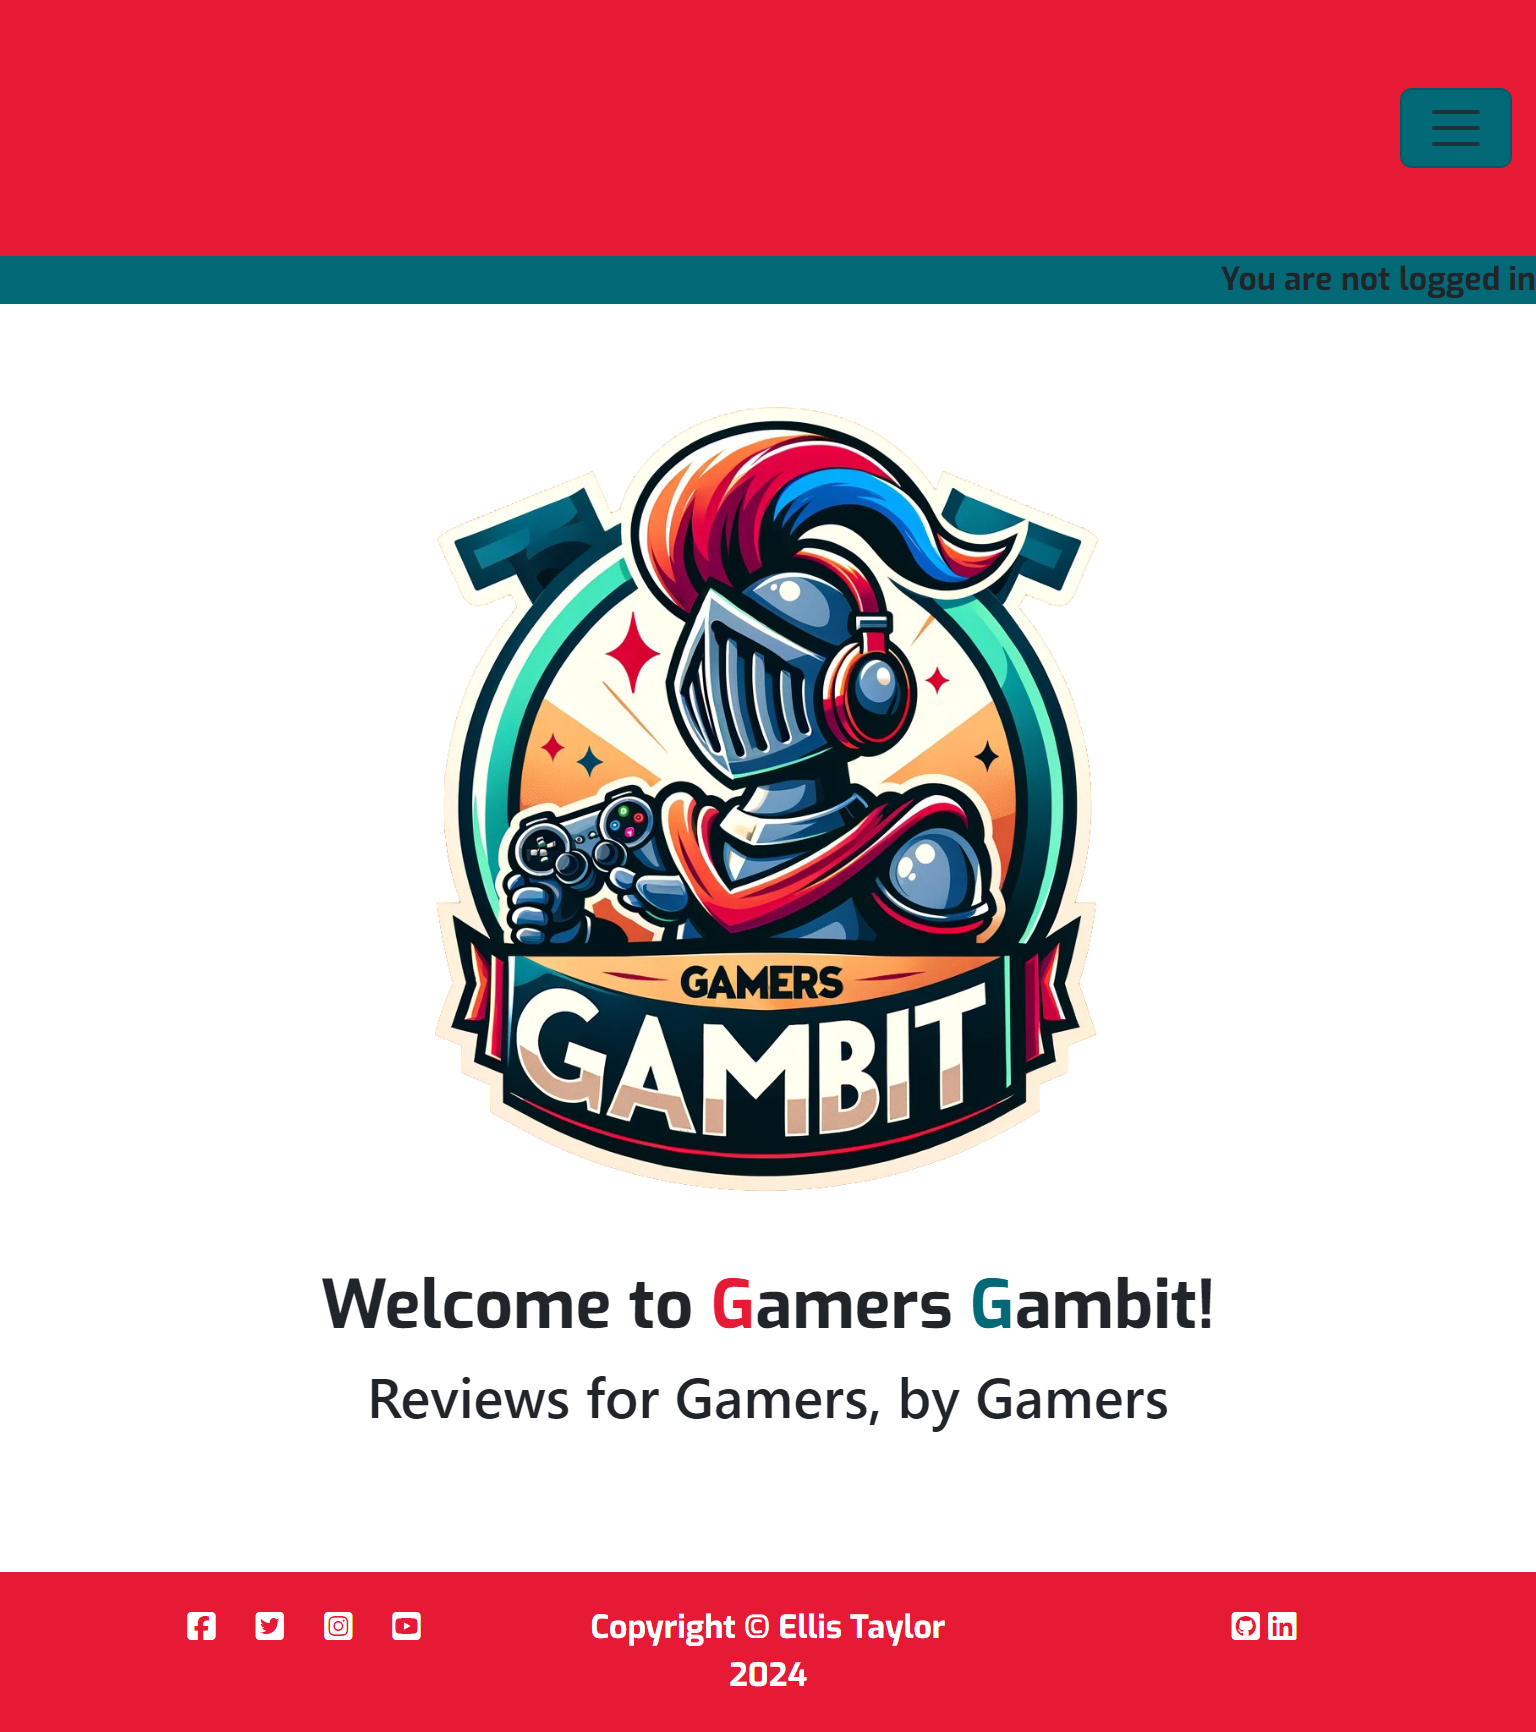 You are not logged in
GAMERS
GAMBIT
Welcome to Gamers Gambit!
Reviews for Gamers, by Gamers
Copyright © Ellis Taylor
2024